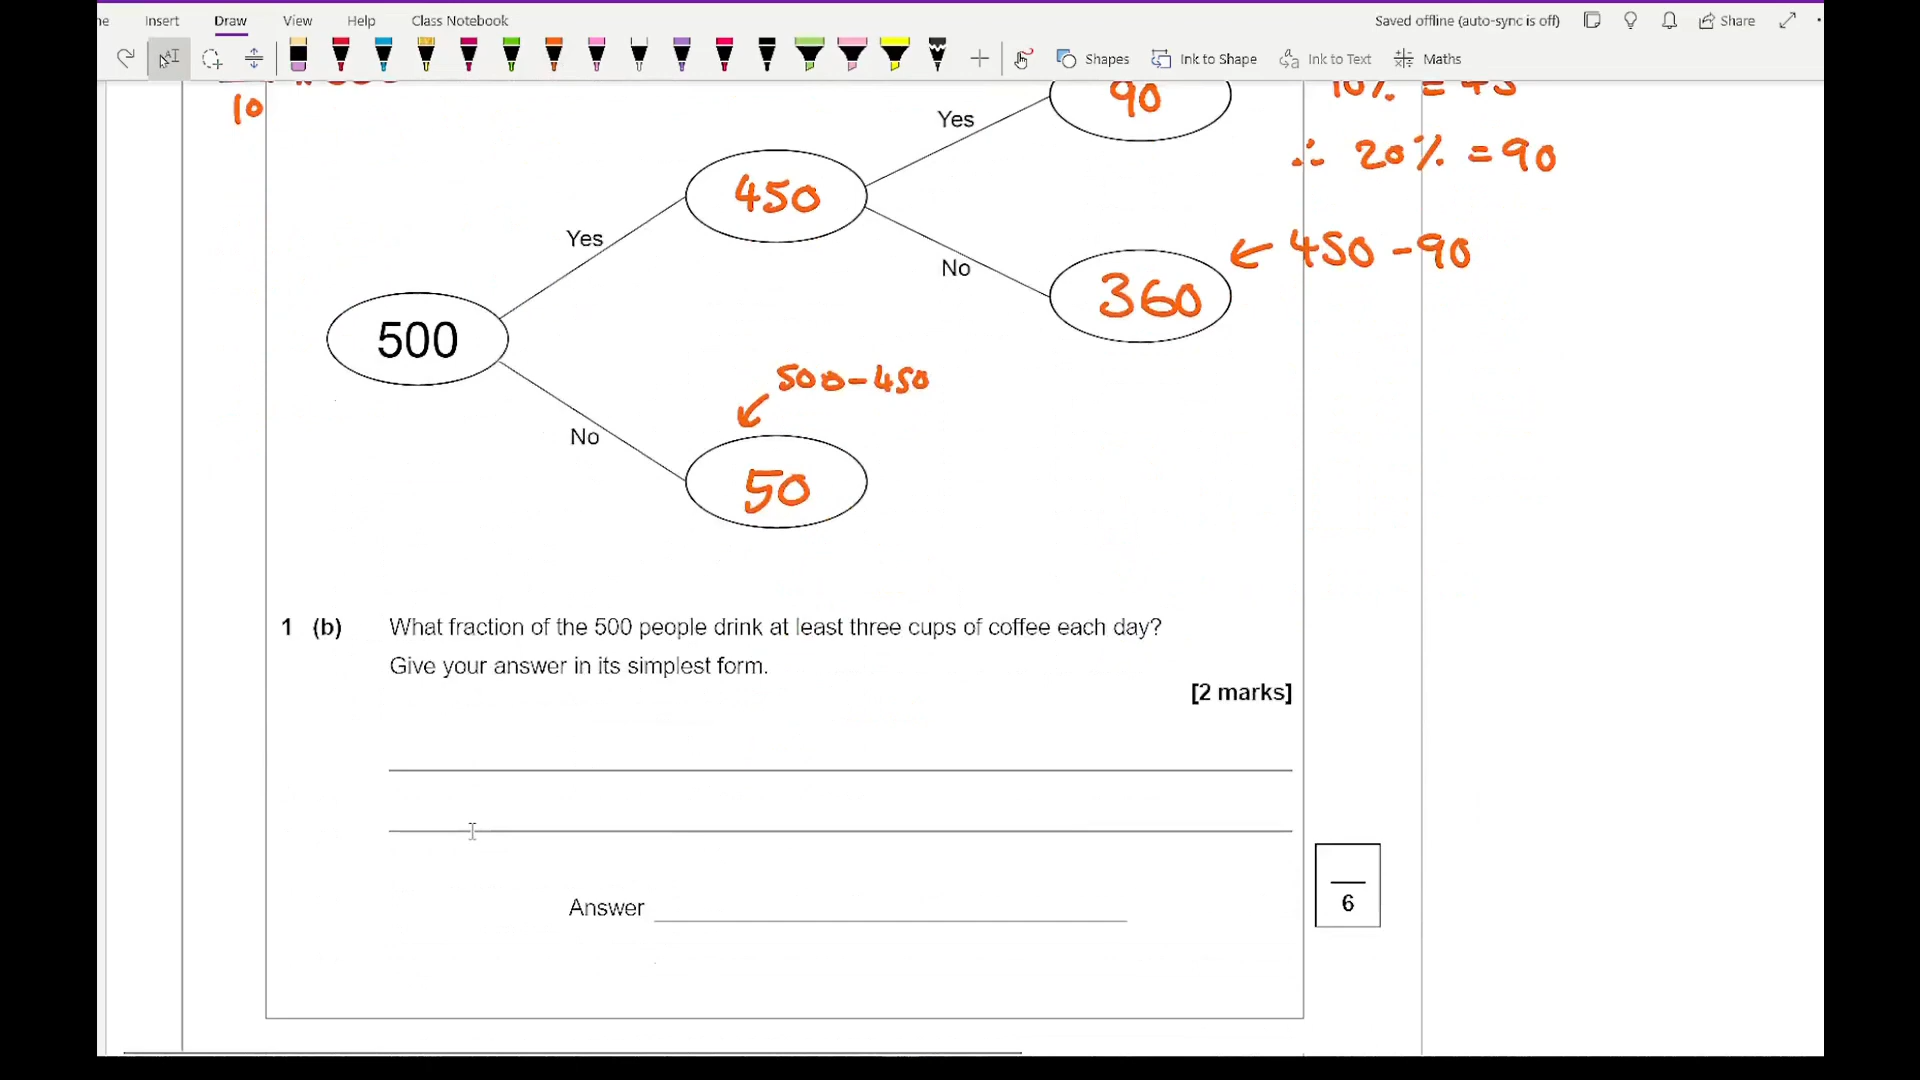 Insert Draw View Help Class Notebook Saved offline (auto-sync is off) Share
Shapes Ink to Shape Ink to Text Maths
10
90
10% = 45
Yes
∴ 20% = 90
450
Yes
← 450 - 90
No
360
500
500 - 450
No
50
1 (b) What fraction of the 500 people drink at least three cups of coffee each day?
Give your answer in its simplest form.
[2 marks]
Answer
6